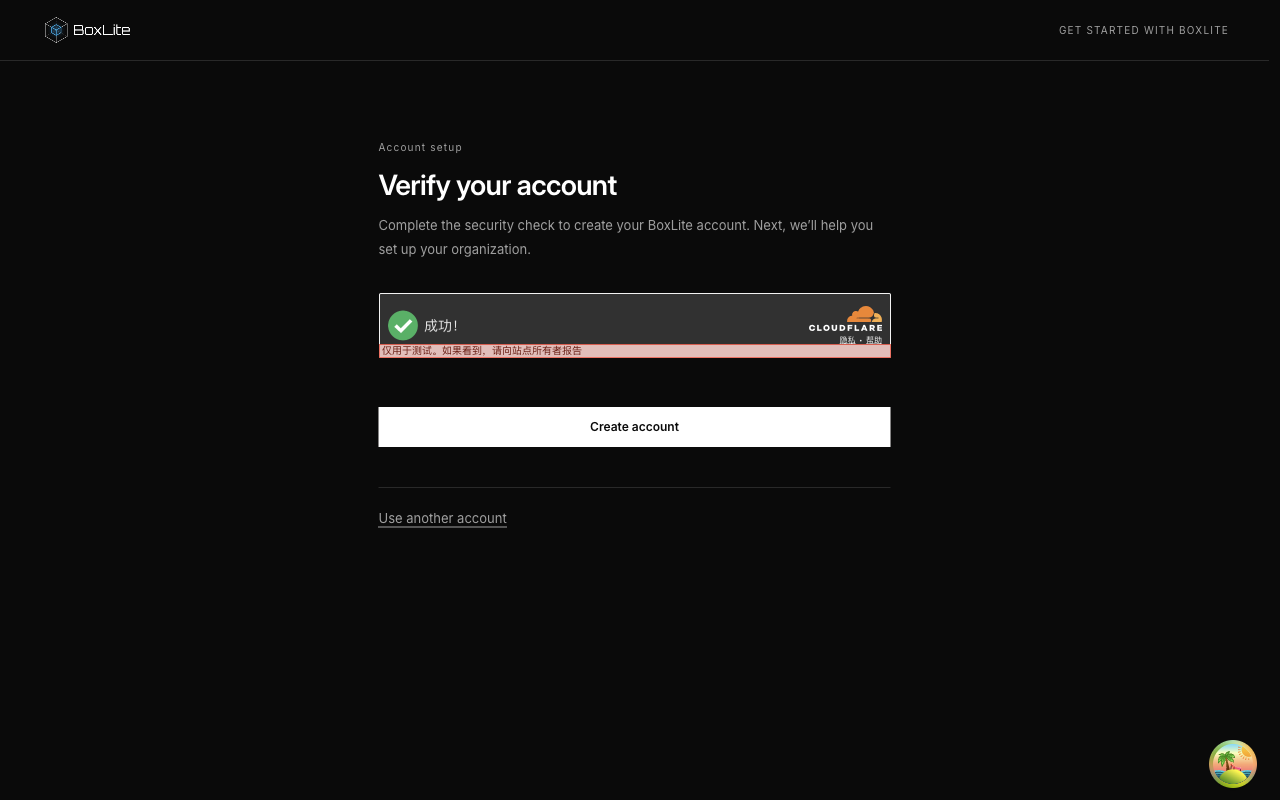 BoxLite
GET STARTED WITH BOXLITE
Account setup
Verify your account
Complete the security check to create your BoxLite account. Next, we’ll help you
set up your organization.
成功!
CLOUDFLARE
隐私 • 帮助
仅用于测试。如果看到，请向站点所有者报告
Create account
Use another account